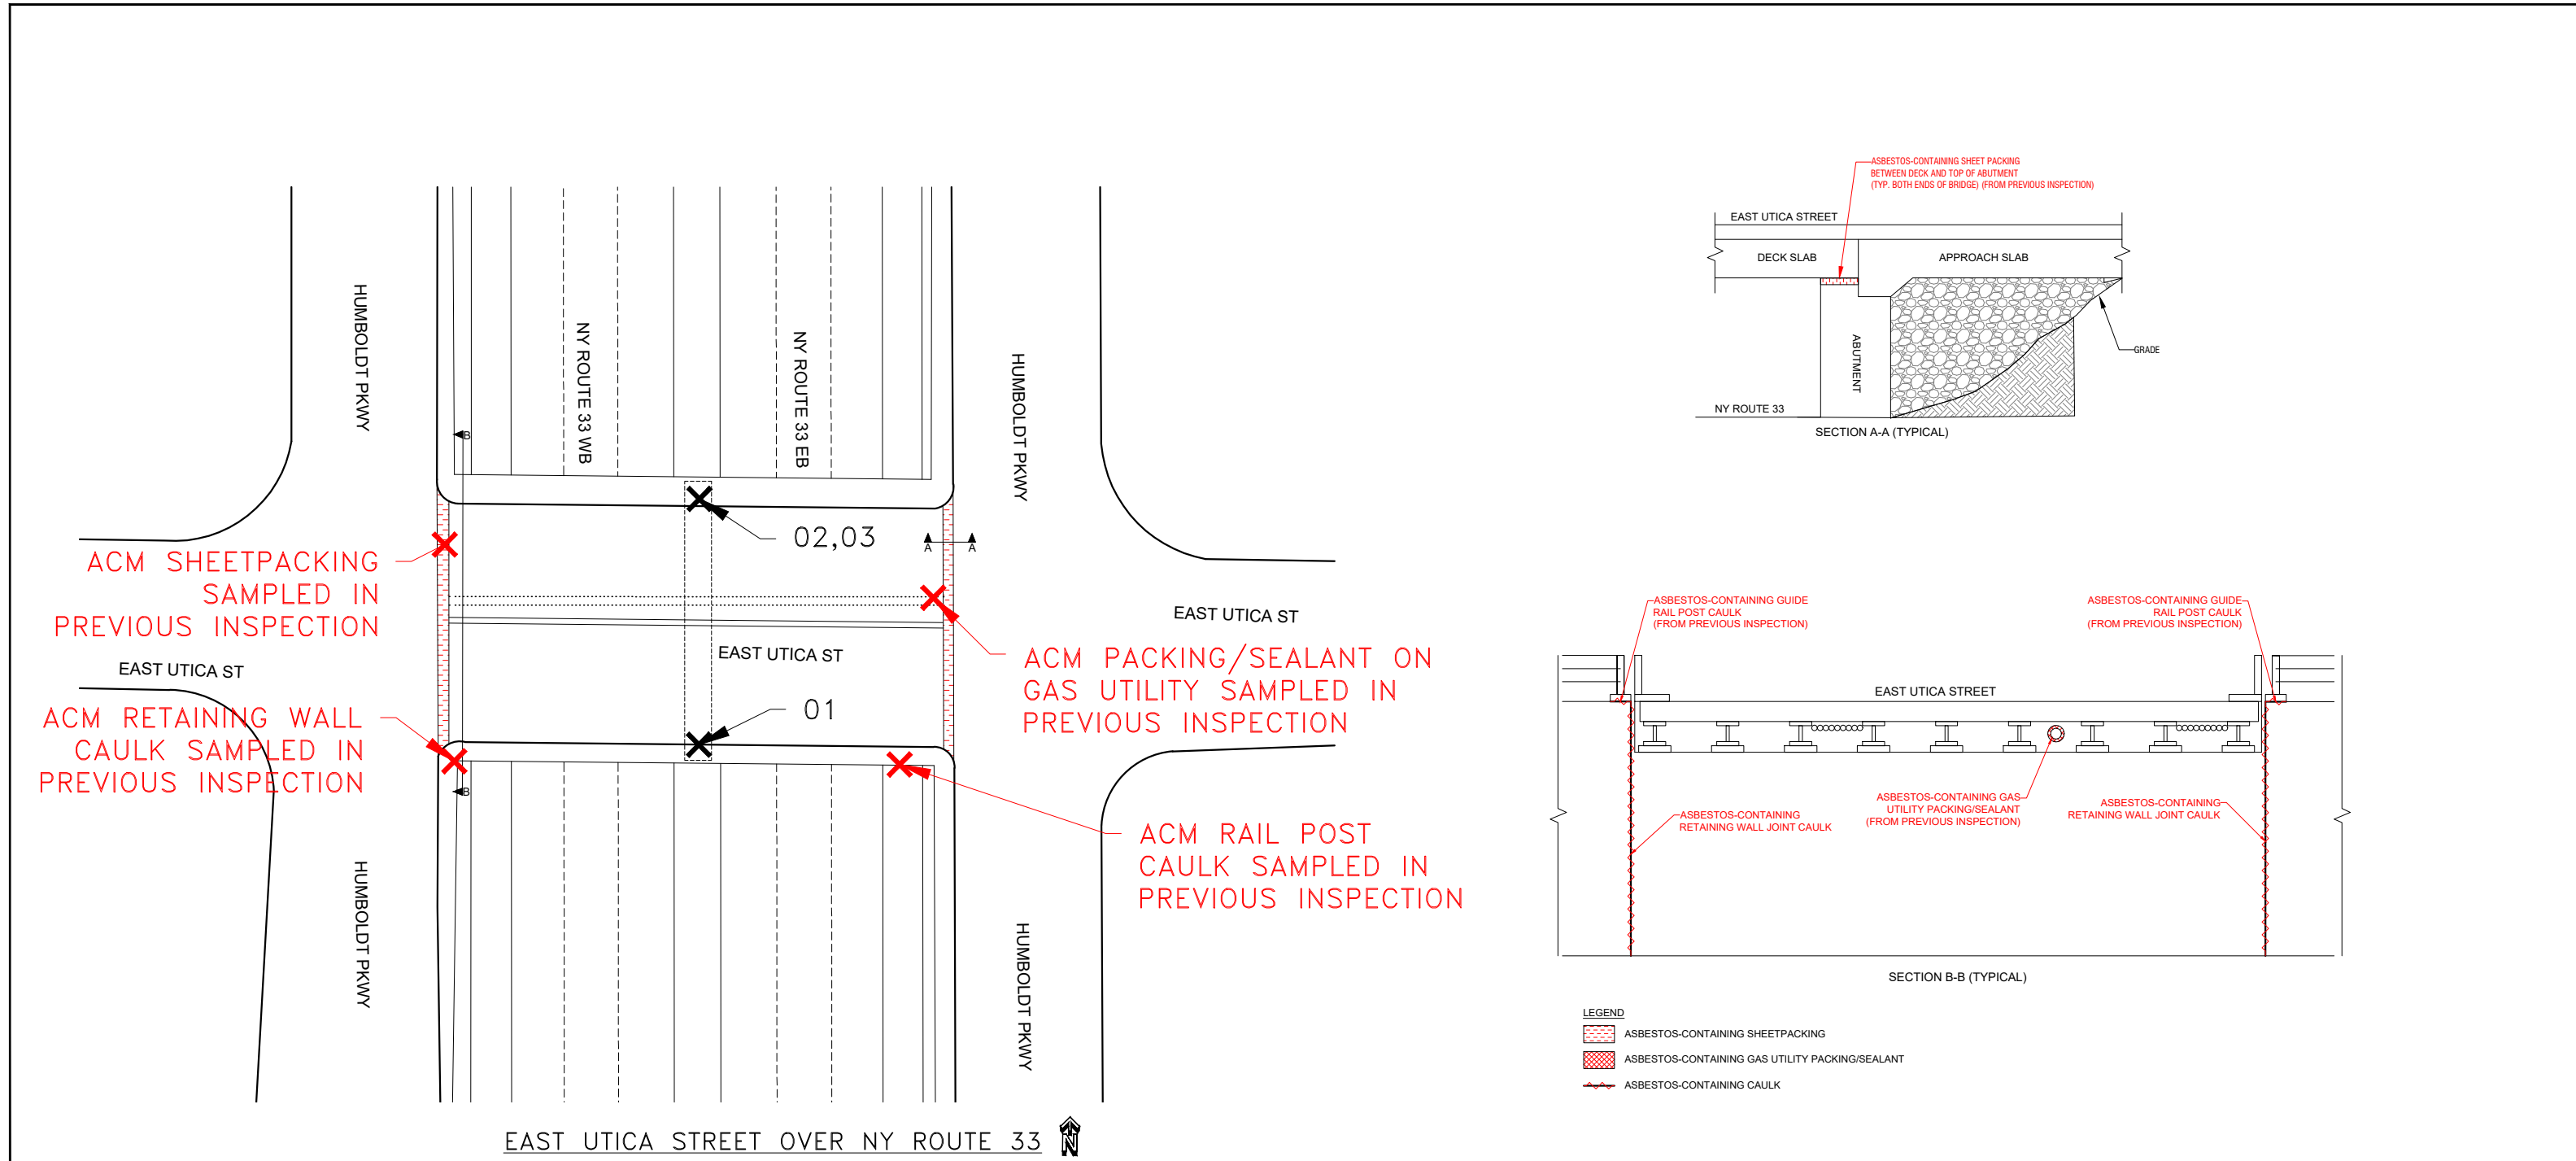 HUMBOLDT PKWY
NY ROUTE 33 WB
NY ROUTE 33 EB
HUMBOLDT PKWY
B
02,03
A
A
ACM SHEETPACKING
SAMPLED IN
PREVIOUS INSPECTION
EAST UTICA ST
EAST UTICA ST
EAST UTICA ST
ACM PACKING/SEALANT ON
GAS UTILITY SAMPLED IN
PREVIOUS INSPECTION
01
ACM RETAINING WALL
CAULK SAMPLED IN
PREVIOUS INSPECTION
B
ACM RAIL POST
CAULK SAMPLED IN
PREVIOUS INSPECTION
HUMBOLDT PKWY
HUMBOLDT PKWY
EAST UTICA STREET OVER NY ROUTE 33
N
ASBESTOS-CONTAINING SHEET PACKING
BETWEEN DECK AND TOP OF ABUTMENT
(TYP. BOTH ENDS OF BRIDGE) (FROM PREVIOUS INSPECTION)
EAST UTICA STREET
DECK SLAB
APPROACH SLAB
ABUTMENT
GRADE
NY ROUTE 33
SECTION A-A (TYPICAL)
ASBESTOS-CONTAINING GUIDE
RAIL POST CAULK
(FROM PREVIOUS INSPECTION)
ASBESTOS-CONTAINING GUIDE
RAIL POST CAULK
(FROM PREVIOUS INSPECTION)
EAST UTICA STREET
ASBESTOS-CONTAINING
RETAINING WALL JOINT CAULK
ASBESTOS-CONTAINING GAS
UTILITY PACKING/SEALANT
(FROM PREVIOUS INSPECTION)
ASBESTOS-CONTAINING
RETAINING WALL JOINT CAULK
SECTION B-B (TYPICAL)
LEGEND
ASBESTOS-CONTAINING SHEETPACKING
ASBESTOS-CONTAINING GAS UTILITY PACKING/SEALANT
ASBESTOS-CONTAINING CAULK